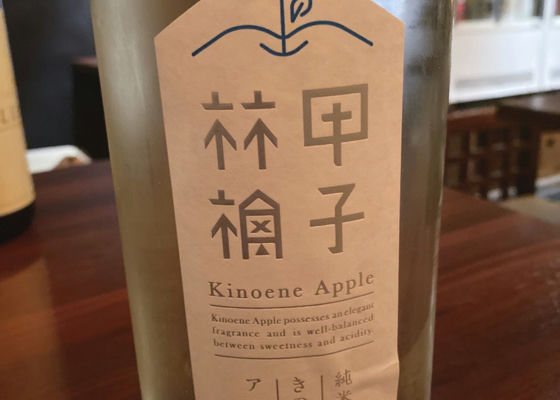 甲子
林檎
Kinoene Apple
Kinoene Apple possesses an elegant
fragrance and is well-balanced
between sweetness and acidity.
純米
きの
ア